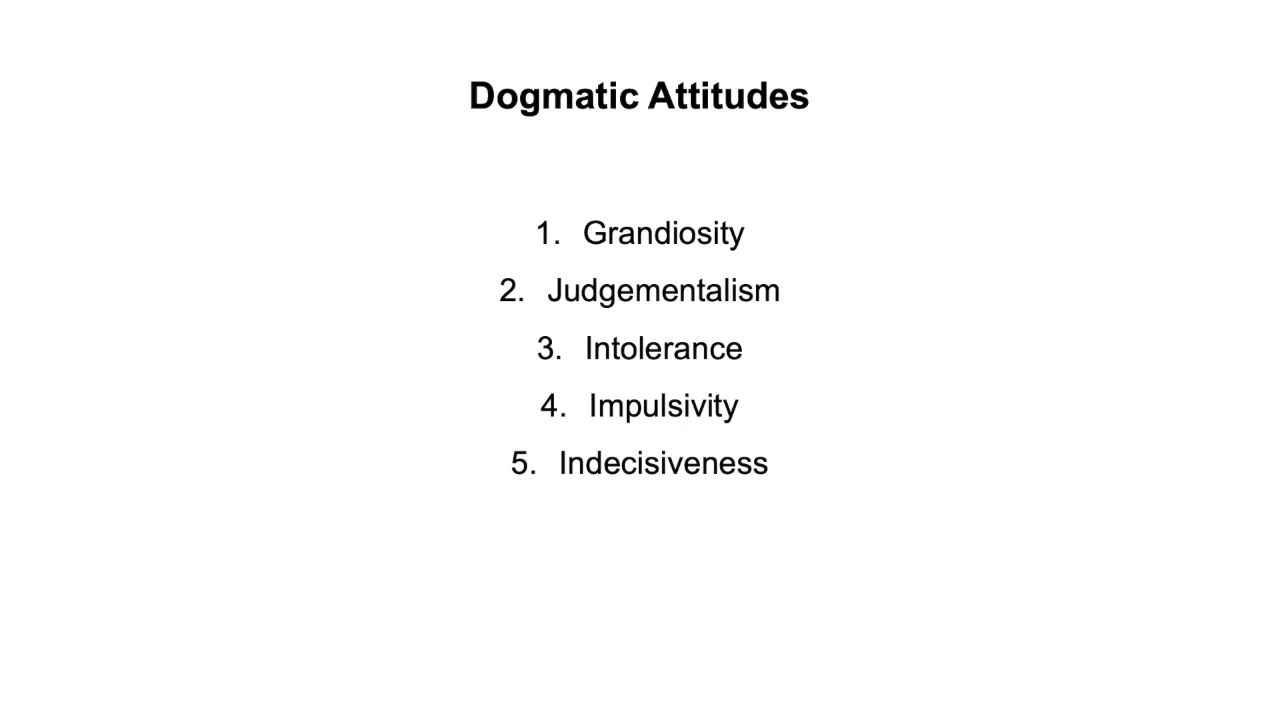 Dogmatic Attitudes
1. Grandiosity
2. Judgementalism
3. Intolerance
4. Impulsivity
5. Indecisiveness